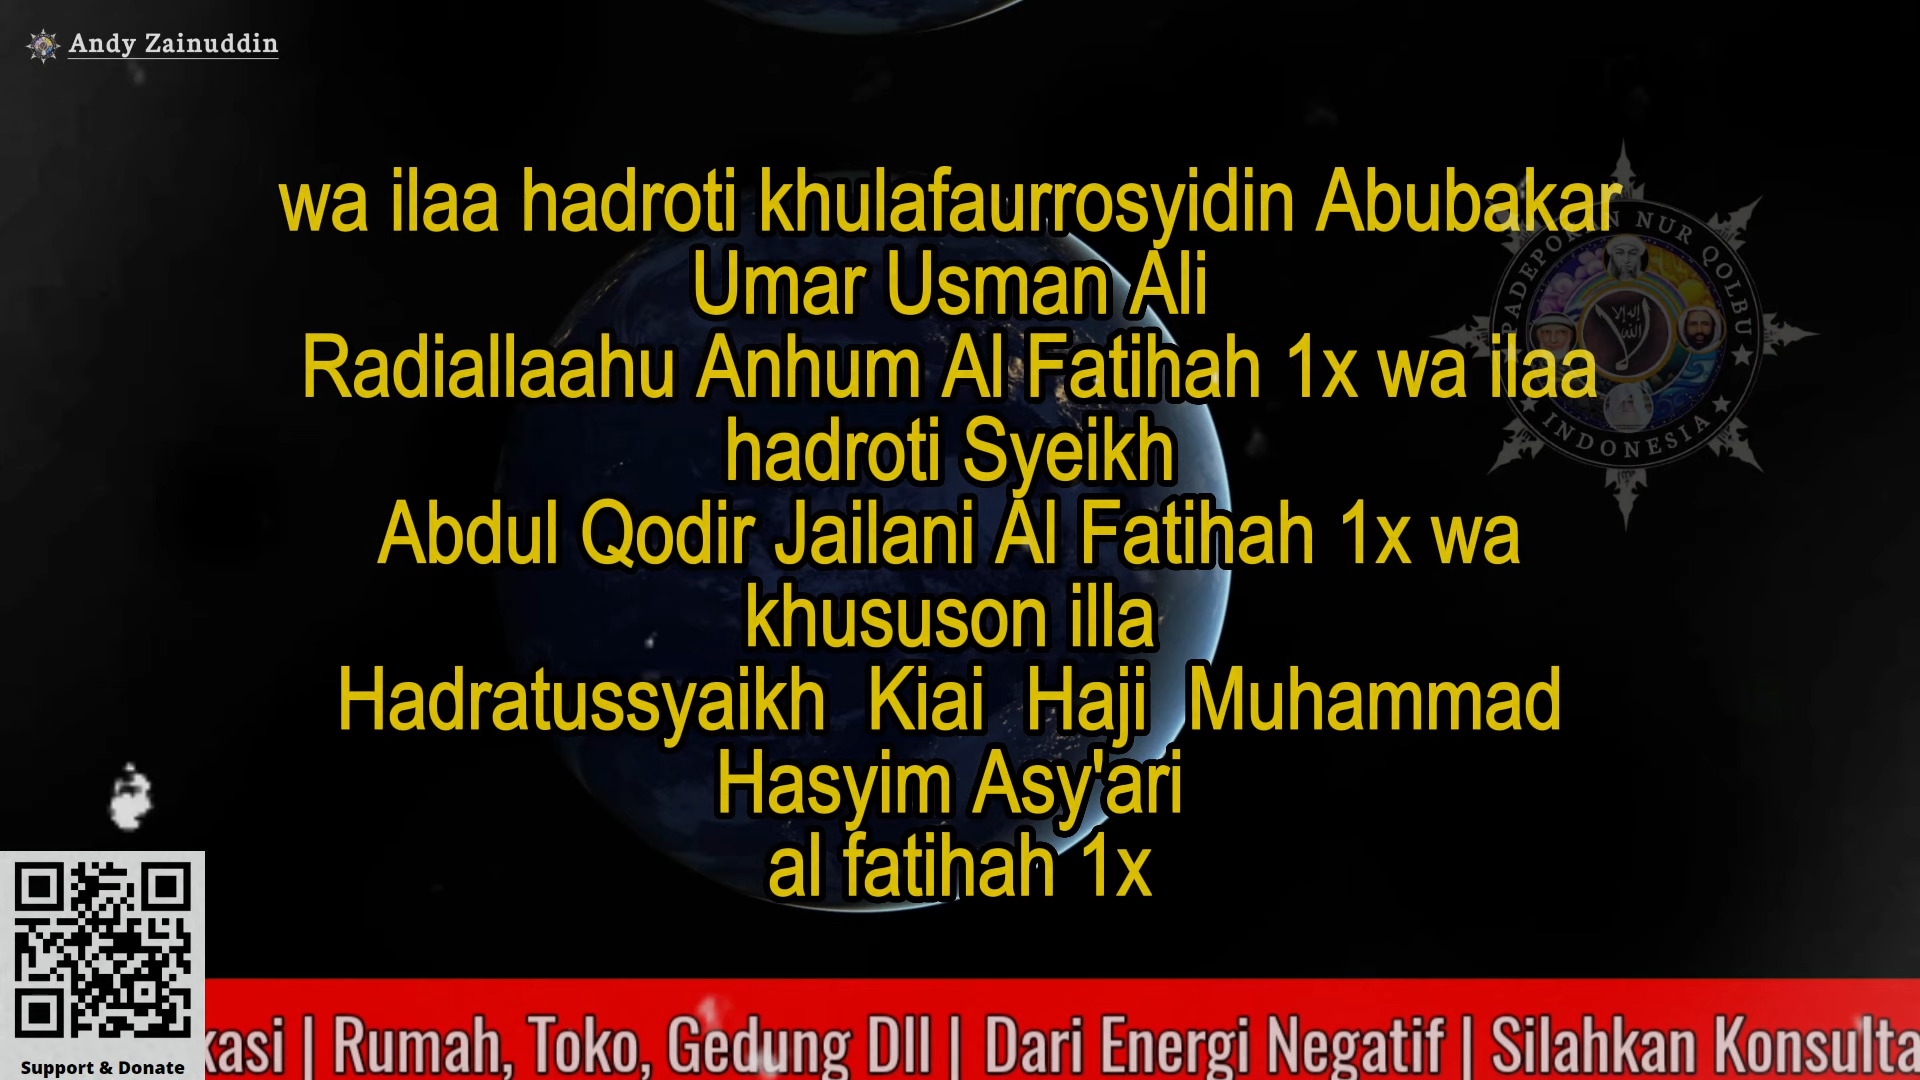 Andy Zainuddin
wa ilaa hadroti khulafaurrosyidin Abubakar
Umar Usman Ali
Radiallaahu Anhum Al Fatihah 1x wa ilaa
hadroti Syeikh
Abdul Qodir Jailani Al Fatihah 1x wa
khususon illa
Hadratussyaikh Kiai Haji Muhammad
Hasyim Asy'ari
al fatihah 1x
PADEPOKAN NUR QOLBU
INDONESIA
kasi | Rumah, Toko, Gedung Dll | Dari Energi Negatif | Silahkan Konsulta
Support & Donate